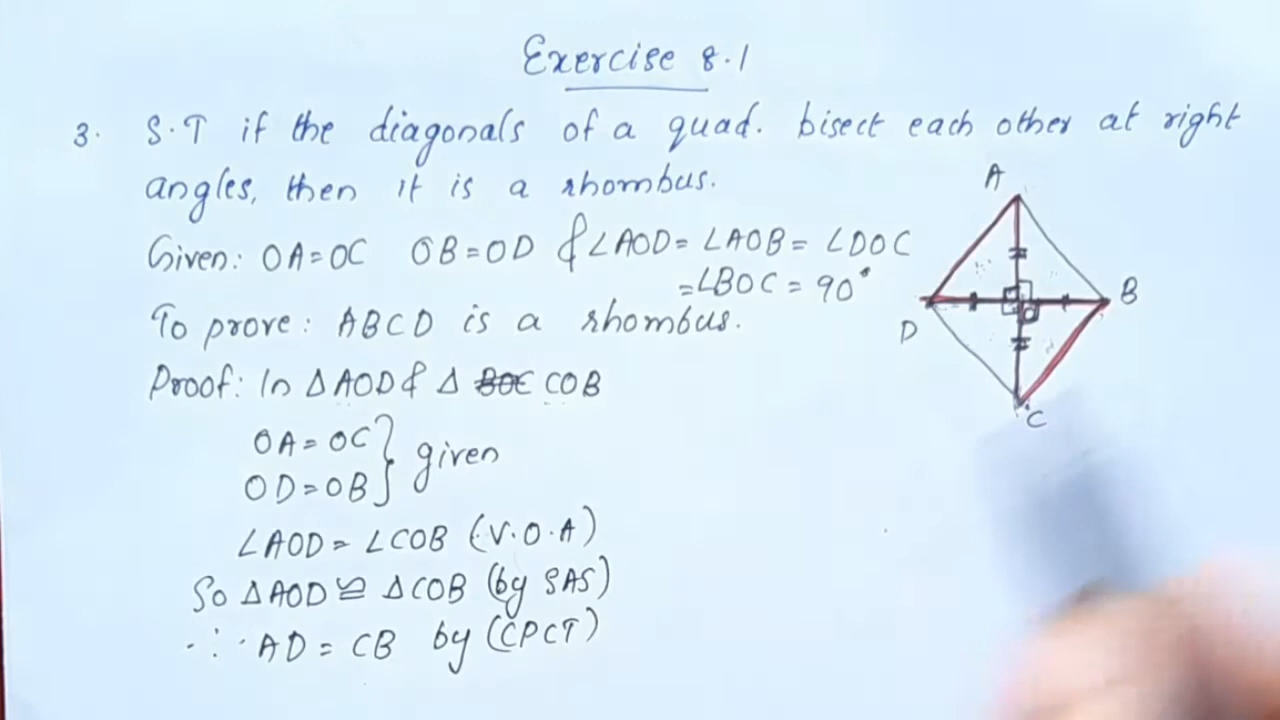 Exercise 8.1
3. S.T if the diagonals of a quad. bisect each other at right
angles, then it is a rhombus.
Given: OA=OC OB=OD & ∠AOD= ∠AOB= ∠DOC
=∠BOC = 90°
To prove: ABCD is a rhombus.
Proof: In ΔAOD & Δ BOC COB
OA = OC } given
OD=OB
∠AOD = ∠COB (V.O.A)
So ΔAOD ≅ ΔCOB (by SAS)
∴ AD = CB by (CPCT)
A
B
D
C